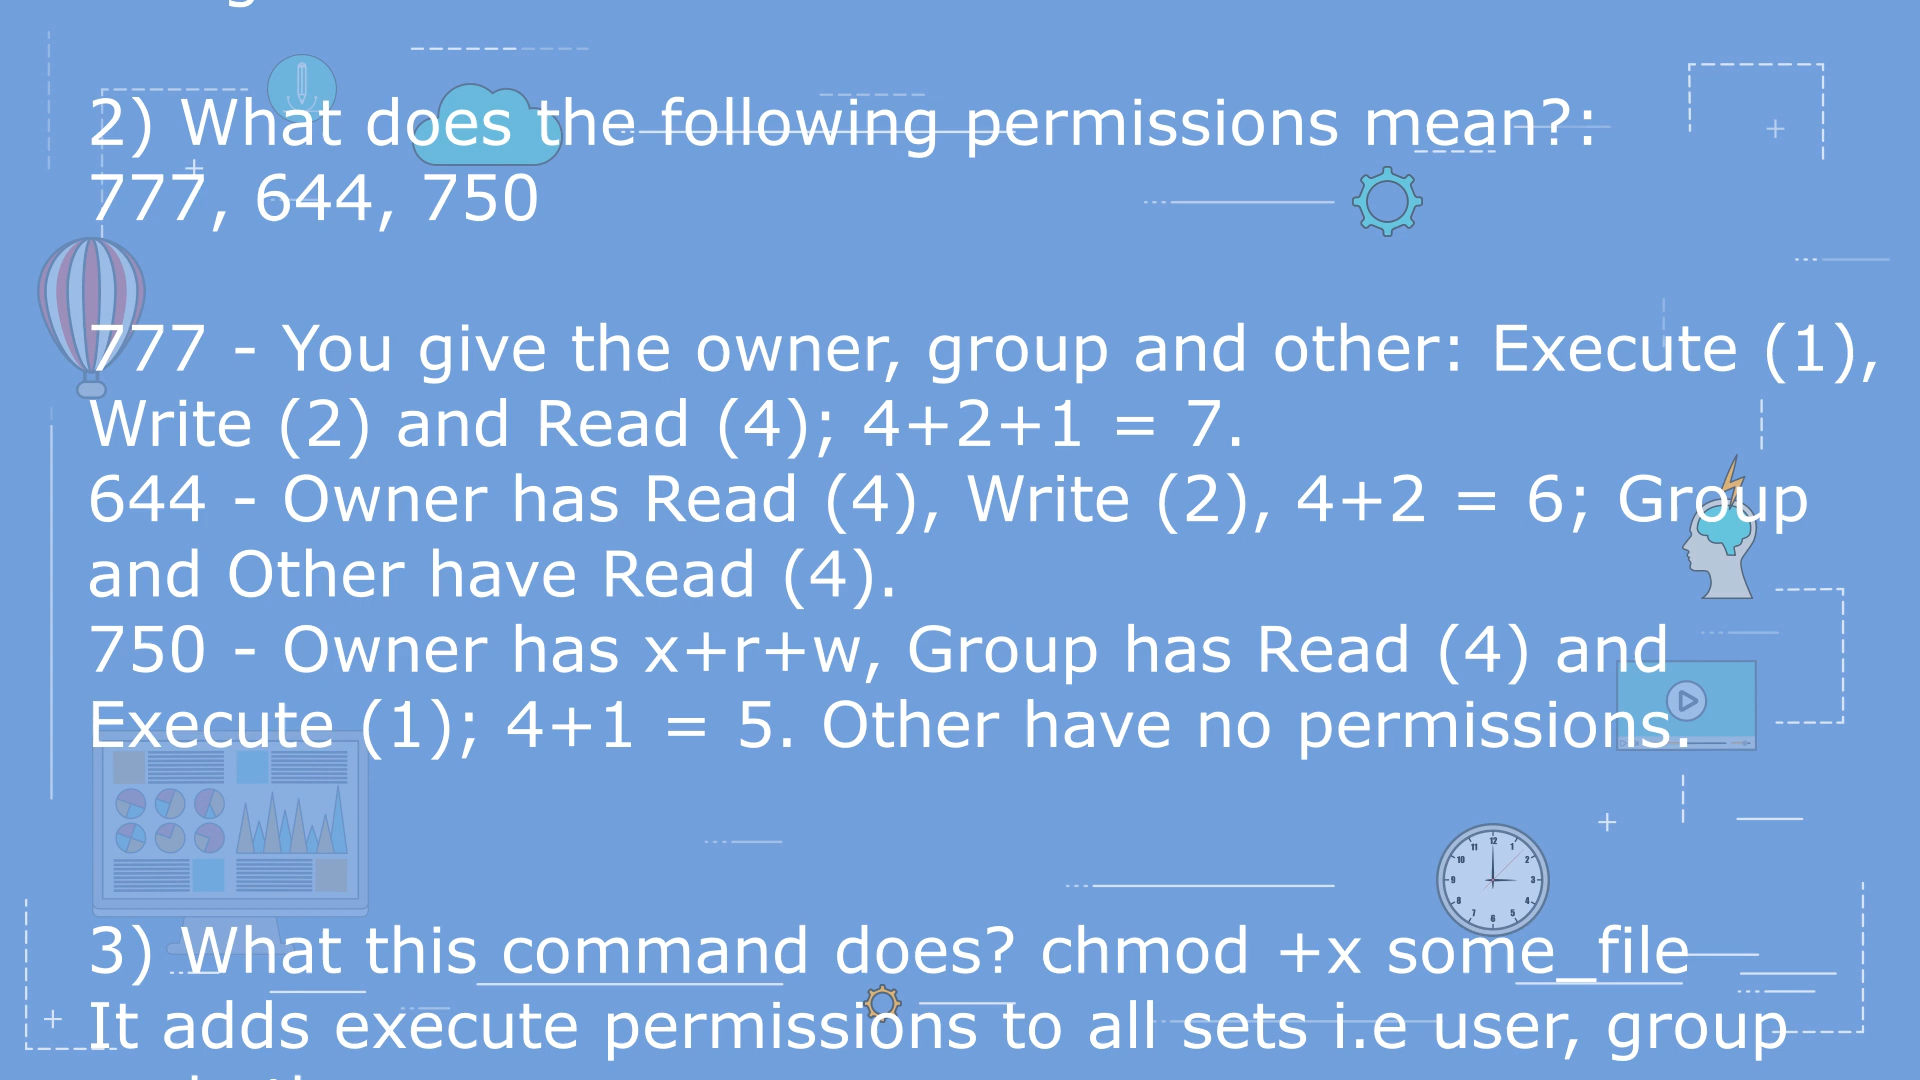 2) What does the following permissions mean?:
777, 644, 750
777 - You give the owner, group and other: Execute (1),
Write (2) and Read (4); 4+2+1 = 7.
644 - Owner has Read (4), Write (2), 4+2 = 6; Group
and Other have Read (4).
750 - Owner has x+r+w, Group has Read (4) and
Execute (1); 4+1 = 5. Other have no permissions.
3) What this command does? chmod +x some_file
It adds execute permissions to all sets i.e user, group